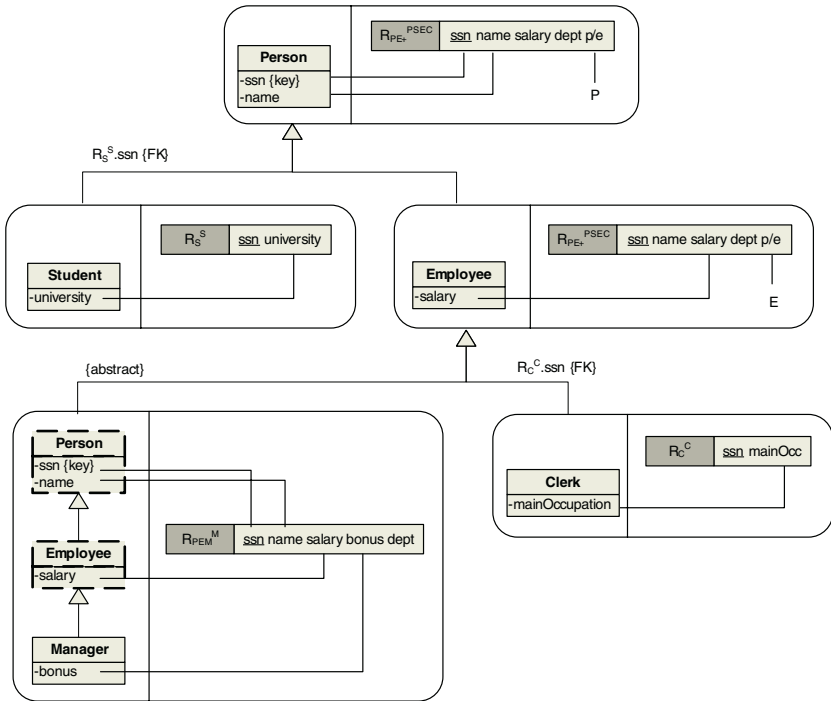 Person
-ssn {key}
-name
R_PE+^PSEC ssn name salary dept p/e
P
R_S^S.ssn {FK}
Student
-university
R_S^S ssn university
Employee
-salary
R_PE+^PSEC ssn name salary dept p/e
E
{abstract}
R_C^C.ssn {FK}
Person
-ssn {key}
-name
Employee
-salary
Manager
-bonus
R_PEM^M ssn name salary bonus dept
Clerk
-mainOccupation
R_C^C ssn mainOcc